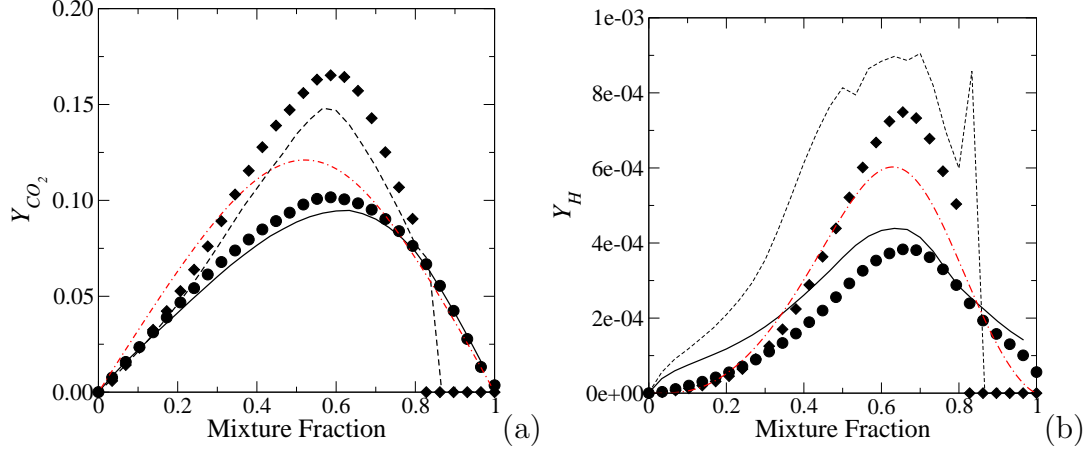 0.20
0.15
0.10
0.05
0.00
Y_{CO_2}
0 0.2 0.4 0.6 0.8 1
Mixture Fraction
(a)
1e-03
8e-04
6e-04
4e-04
2e-04
0e+00
Y_H
0 0.2 0.4 0.6 0.8 1
Mixture Fraction
(b)